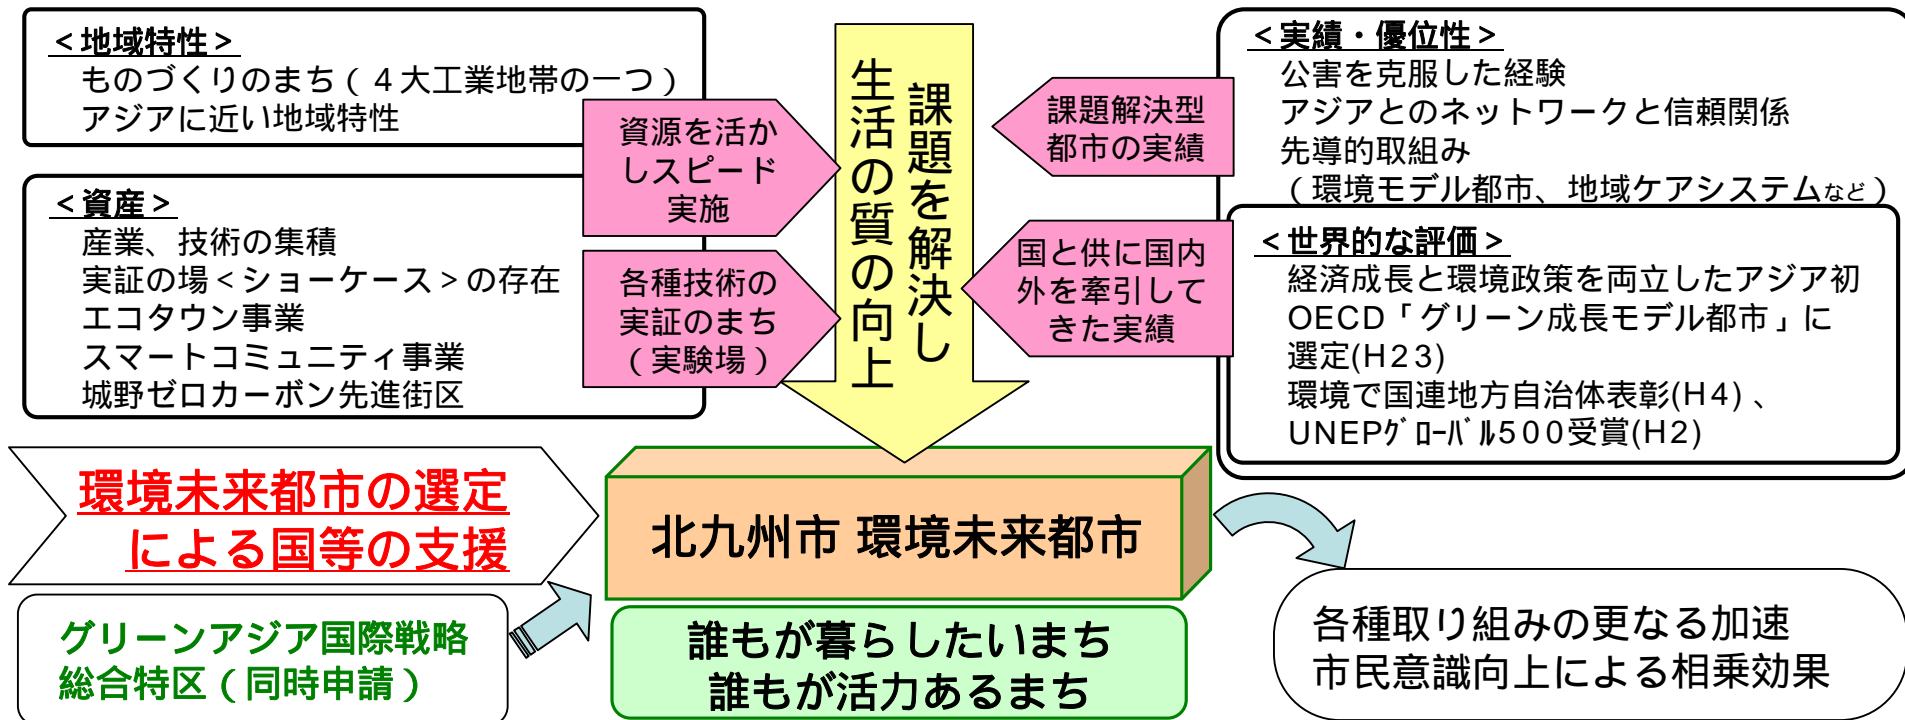 ＜地域特性＞
ものづくりのまち（４大工業地帯の一つ）
アジアに近い地域特性
＜資産＞
産業、技術の集積
実証の場＜ショーケース＞の存在
エコタウン事業
スマートコミュニティ事業
城野ゼロカーボン先進街区
資源を活か
しスピード
実施
各種技術の
実証のまち
（実験場）
課題を解決し
生活の質の向上
課題解決型
都市の実績
国と供に国内
外を牽引して
きた実績
＜実績・優位性＞
公害を克服した経験
アジアとのネットワークと信頼関係
先導的取組み
（環境モデル都市、地域ケアシステムなど）
＜世界的な評価＞
経済成長と環境政策を両立したアジア初
OECD「グリーン成長モデル都市」に
選定(H23)
環境で国連地方自治体表彰(H4)、
UNEPｸﾞﾛｰﾊﾞﾙ500受賞(H2)
環境未来都市の選定
による国等の支援
グリーンアジア国際戦略
総合特区（同時申請）
北九州市 環境未来都市
誰もが暮らしたいまち
誰もが活力あるまち
各種取り組みの更なる加速
市民意識向上による相乗効果